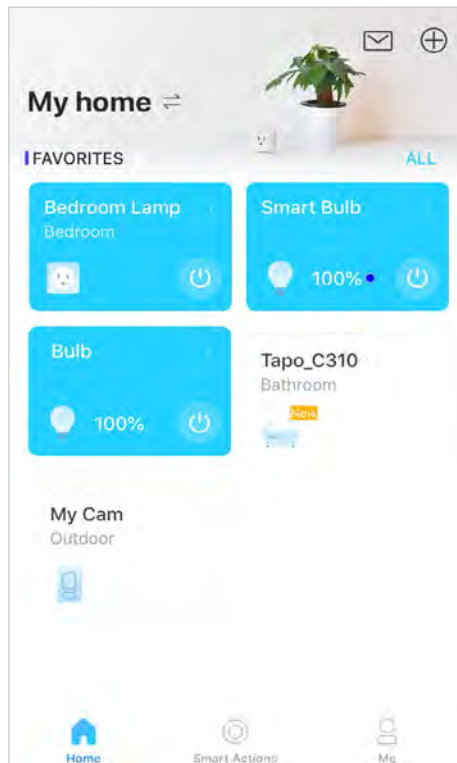 My home
FAVORITES
ALL
Bedroom Lamp
Bedroom
Smart Bulb
100%
Bulb
100%
Tapo_C310
Bathroom
New
My Cam
Outdoor
Home
Smart Actions
Me